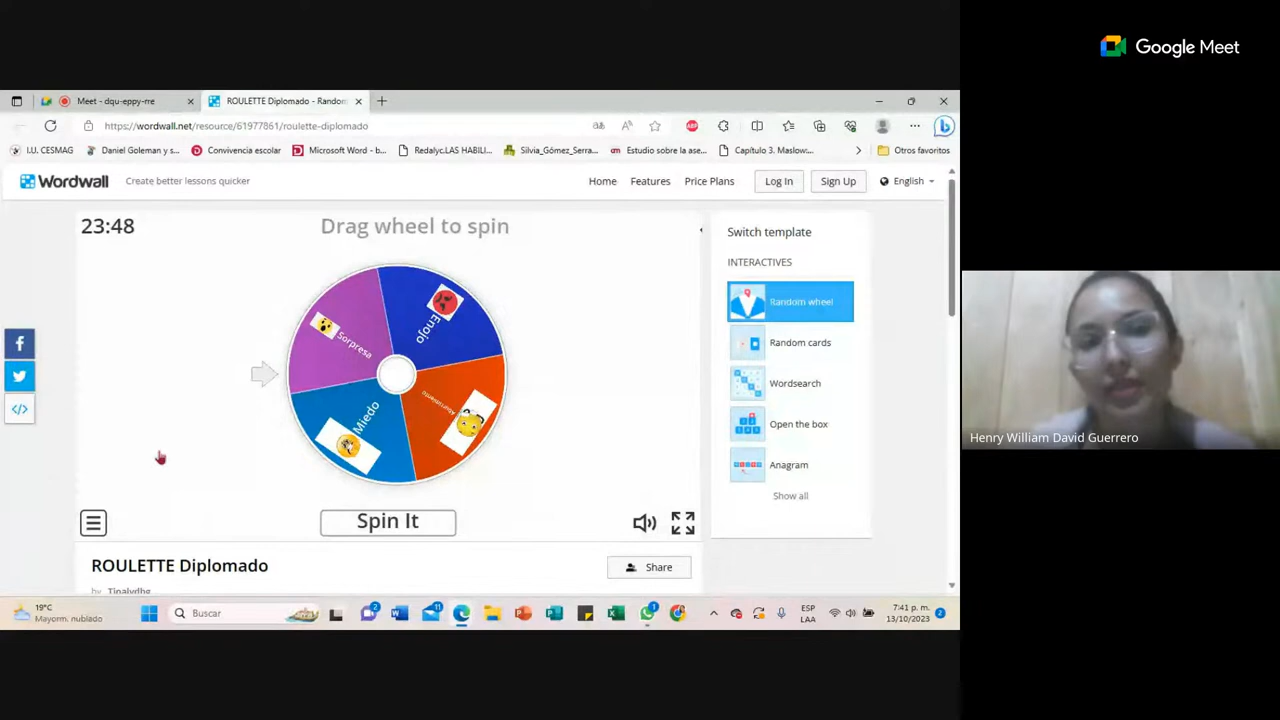 Google Meet
Meet - dqu-eppy-rre
ROULETTE Diplomado - Random
https://wordwall.net/resource/61977861/roulette-diplomado
I.U. CESMAG
Daniel Goleman y s...
Convivencia escolar
Microsoft Word - b...
Redalyc.LAS HABILI...
Silvia_Gómez_Serra...
Estudio sobre la ase...
Capítulo 3. Maslow...
Otros favoritos
Wordwall
Create better lessons quicker
Home
Features
Price Plans
Log In
Sign Up
English
23:48
Drag wheel to spin
Sorpresa
Enojo
Miedo
Aburrimiento
Spin It
Switch template
INTERACTIVES
Random wheel
Random cards
Wordsearch
Open the box
Anagram
Show all
ROULETTE Diplomado
Share
by Tinalydhg
Henry William David Guerrero
19°C
Mayorm. nublado
Buscar
ESP
LAA
7:41 p. m.
13/10/2023